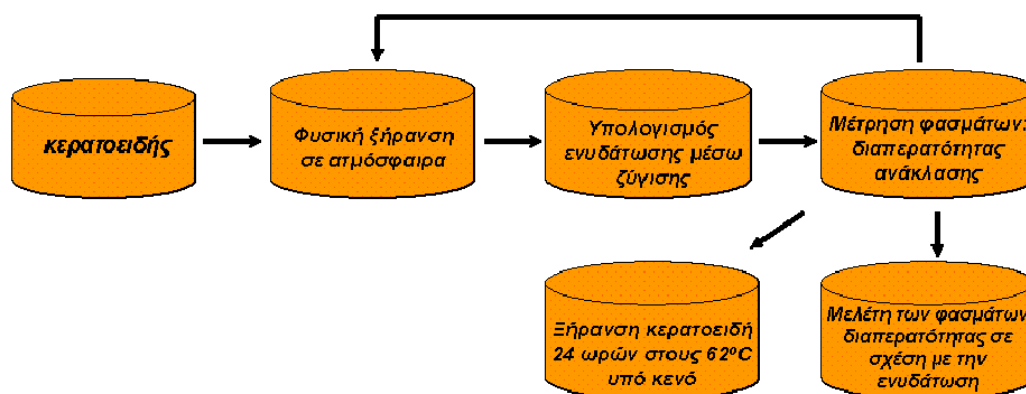 κερατοειδής
Φυσική ξήρανση
σε ατμόσφαιρα
Υπολογισμός
ενυδάτωσης μέσω
ζύγισης
Μέτρηση φασμάτων:
διαπερατότητας
ανάκλασης
Ξήρανση κερατοειδή
24 ωρών στους 62°C
υπό κενό
Μελέτη των φασμάτων
διαπερατότητας σε
σχέση με την
ενυδάτωση